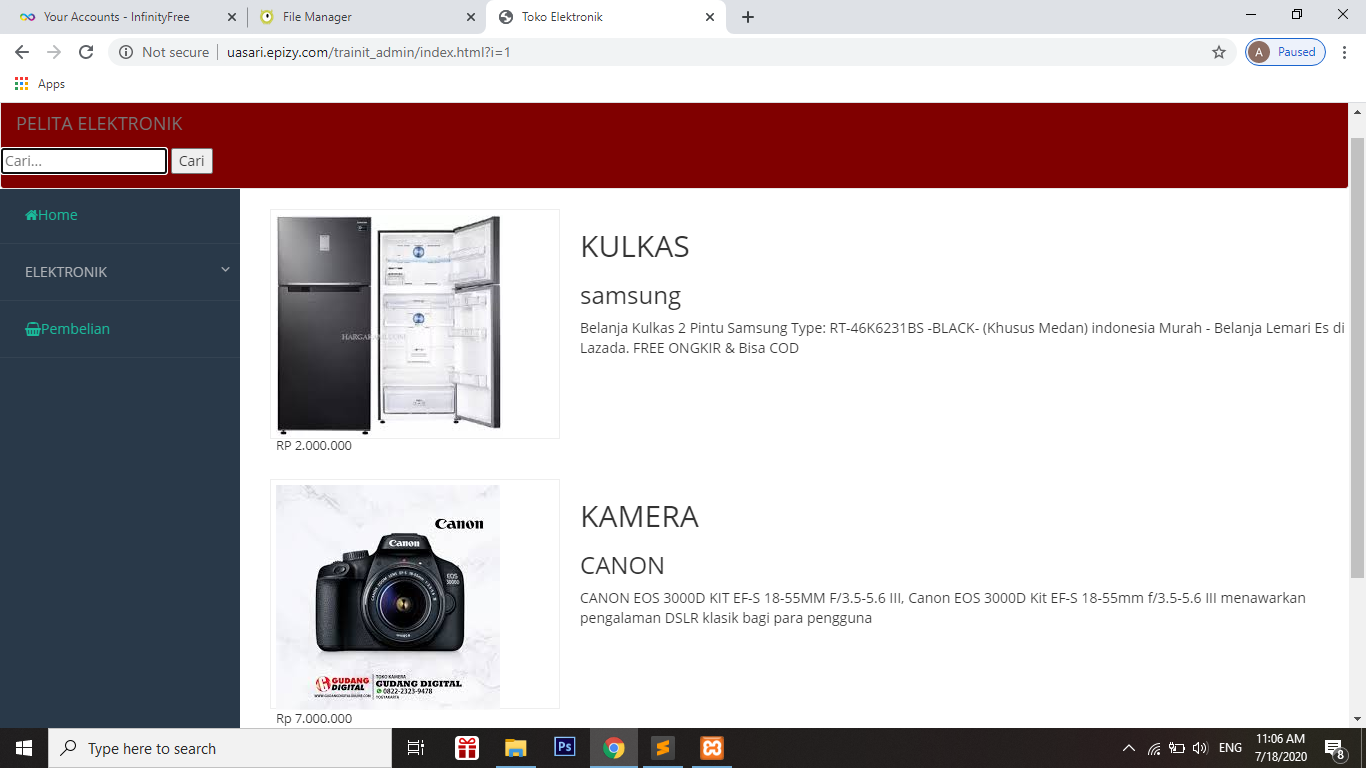 Your Accounts - InfinityFree
File Manager
Toko Elektronik
Not secure
uasari.epizy.com/trainit_admin/index.html?i=1
A
Paused
Apps
PELITA ELEKTRONIK
Cari...
Cari
Home
ELEKTRONIK
Pembelian
KULKAS
samsung
Belanja Kulkas 2 Pintu Samsung Type: RT-46K6231BS -BLACK- (Khusus Medan) indonesia Murah - Belanja Lemari Es di
Lazada. FREE ONGKIR & Bisa COD
RP 2.000.000
Canon
Canon
EOS
3000D
GUDANG
DIGITAL
TOKO KAMERA
GUDANG DIGITAL
0822-2323-9478
YOGYAKARTA
KAMERA
CANON
CANON EOS 3000D KIT EF-S 18-55MM F/3.5-5.6 III, Canon EOS 3000D Kit EF-S 18-55mm f/3.5-5.6 III menawarkan
pengalaman DSLR klasik bagi para pengguna
Rp 7.000.000
Type here to search
Ps
ENG
11:06 AM
7/18/2020
8